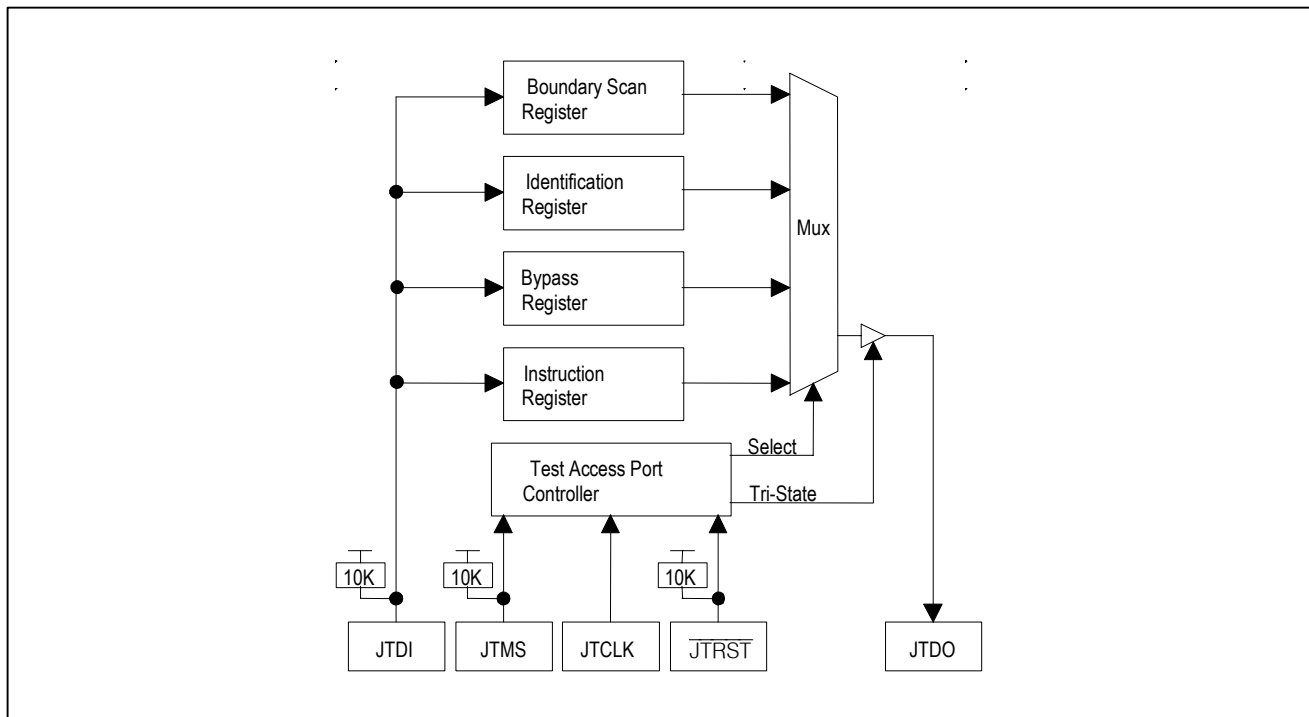 Boundary Scan
Register
Identification
Register
Mux
Bypass
Register
Instruction
Register
Select
Test Access Port
Controller
Tri-State
10K
10K
10K
JTDI
JTMS
JTCLK
JTRST
JTDO